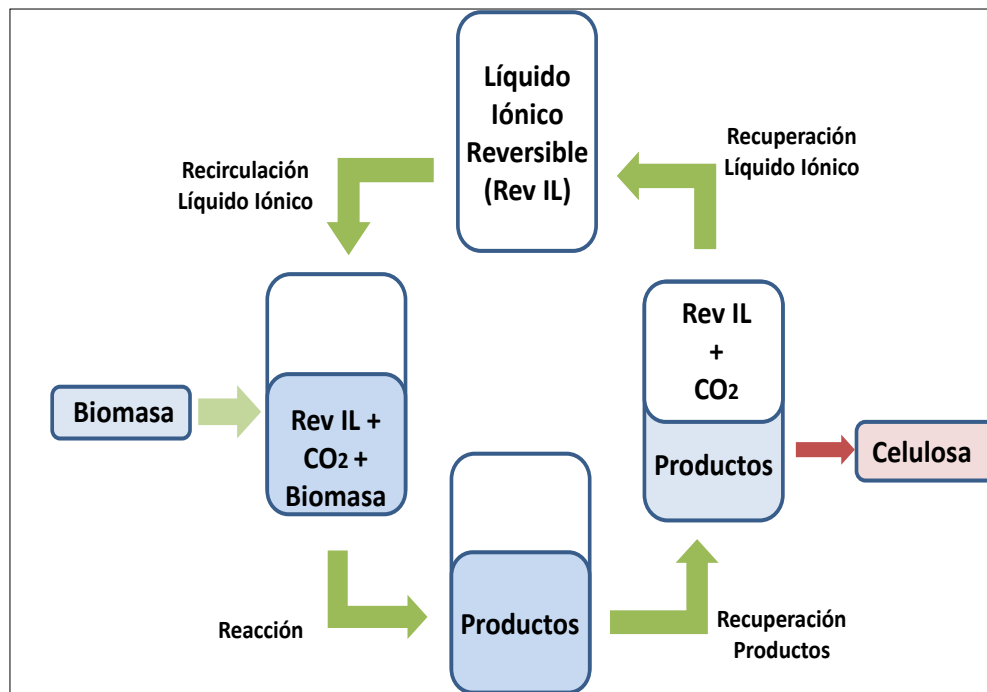 Líquido
Iónico
Reversible
(Rev IL)
Recuperación
Líquido Iónico
Recirculación
Líquido Iónico
Rev IL
+
CO2
Biomasa
Rev IL +
CO2 +
Biomasa
Productos
Celulosa
Reacción
Productos
Recuperación
Productos